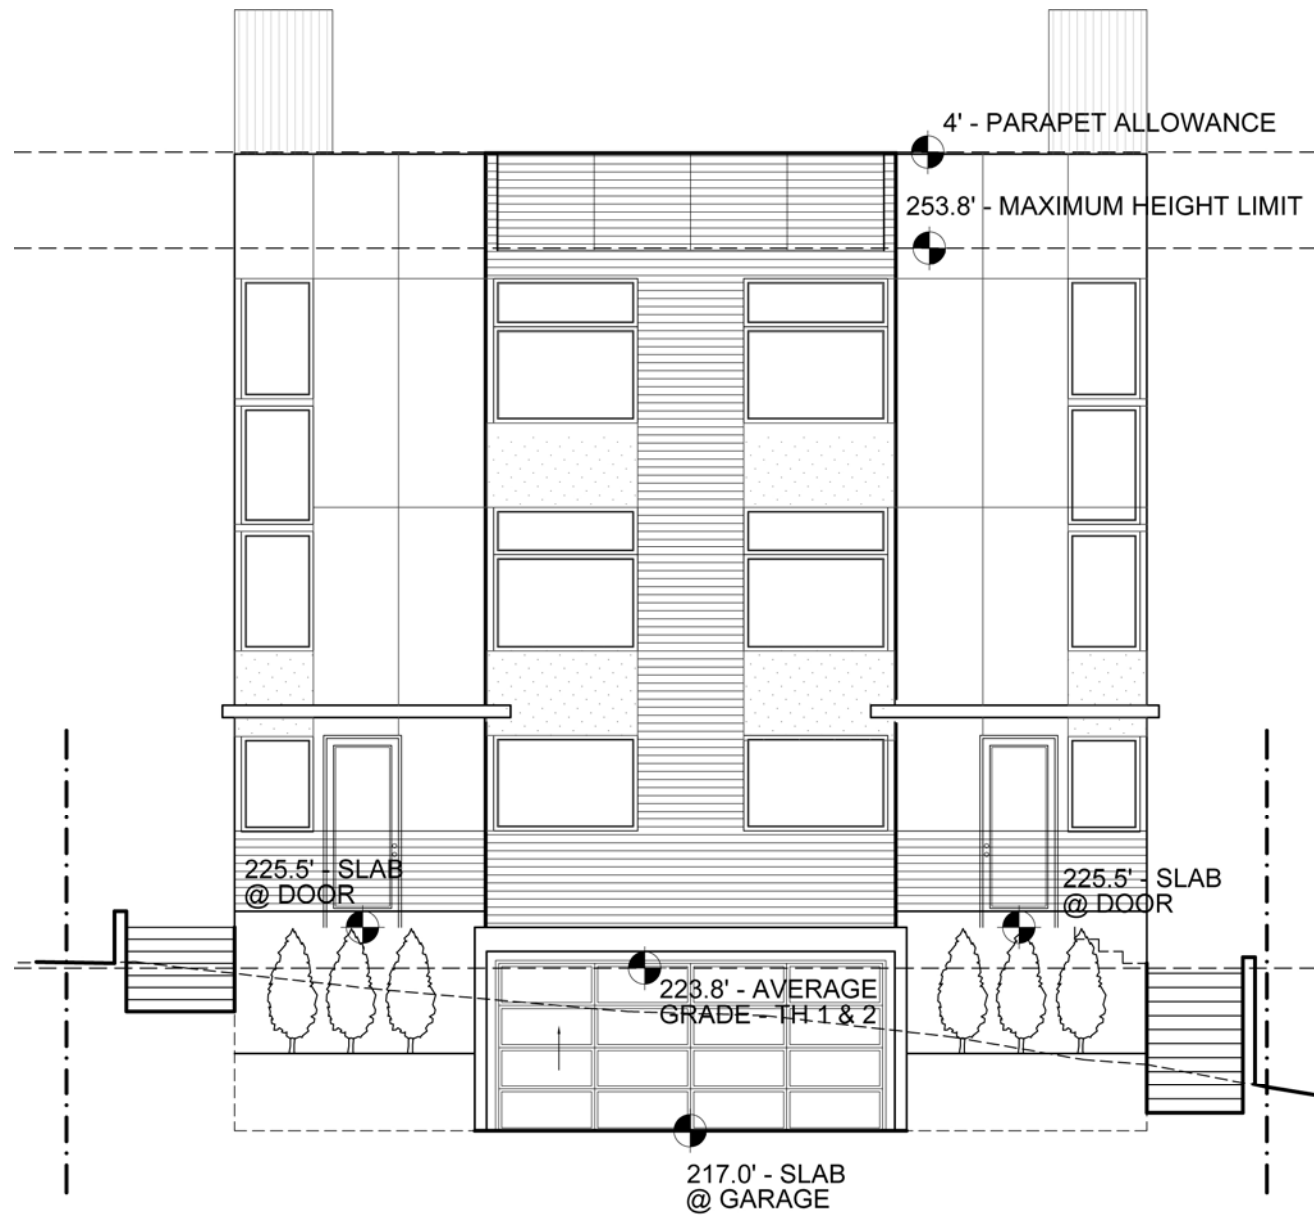 4' - PARAPET ALLOWANCE
253.8' - MAXIMUM HEIGHT LIMIT
225.5' - SLAB
@ DOOR
225.5' - SLAB
@ DOOR
223.8' - AVERAGE
GRADE - TH 1 & 2
217.0' - SLAB
@ GARAGE